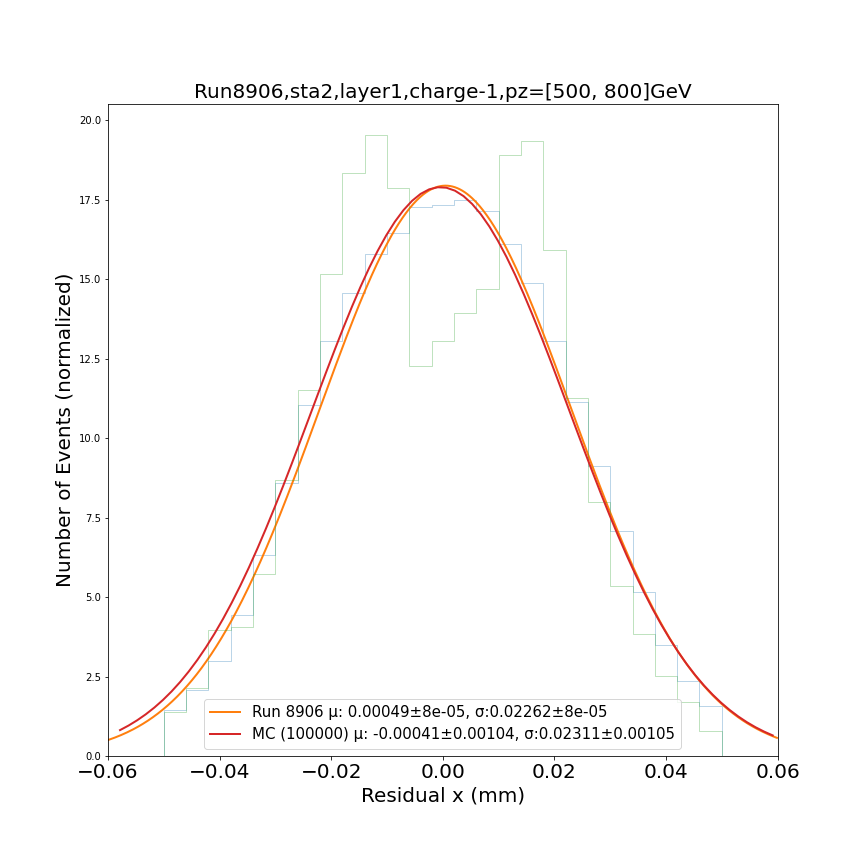 Run8906,sta2,layer1,charge-1,pz=[500, 800]GeV
Number of Events (normalized)
20.0
17.5
15.0
12.5
10.0
7.5
5.0
2.5
0.0
Run 8906 μ: 0.00049±8e-05, σ:0.02262±8e-05
MC (100000) μ: -0.00041±0.00104, σ:0.02311±0.00105
−0.06 −0.04 −0.02 0.00 0.02 0.04 0.06
Residual x (mm)